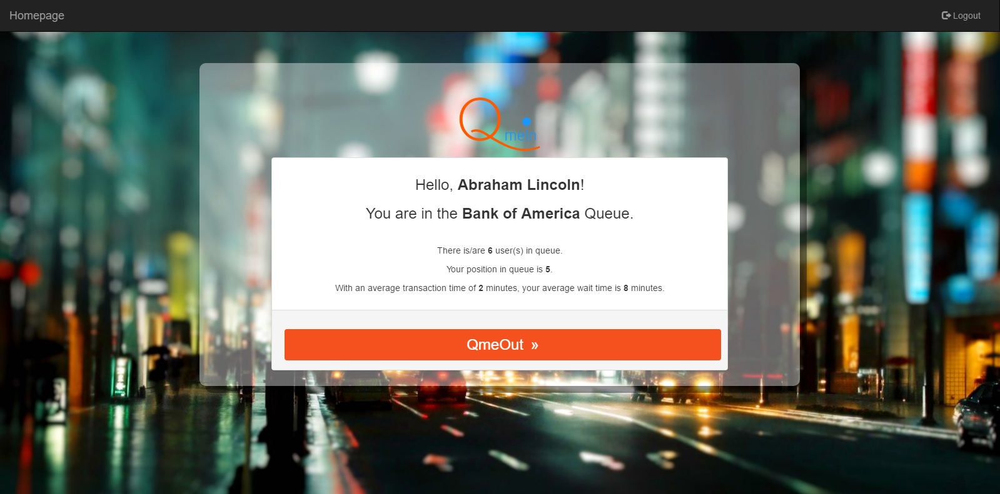 Homepage
Logout
Q
mein
Hello, Abraham Lincoln!
You are in the Bank of America Queue.
There is/are 6 user(s) in queue.
Your position in queue is 5.
With an average transaction time of 2 minutes, your average wait time is 8 minutes.
QmeOut »